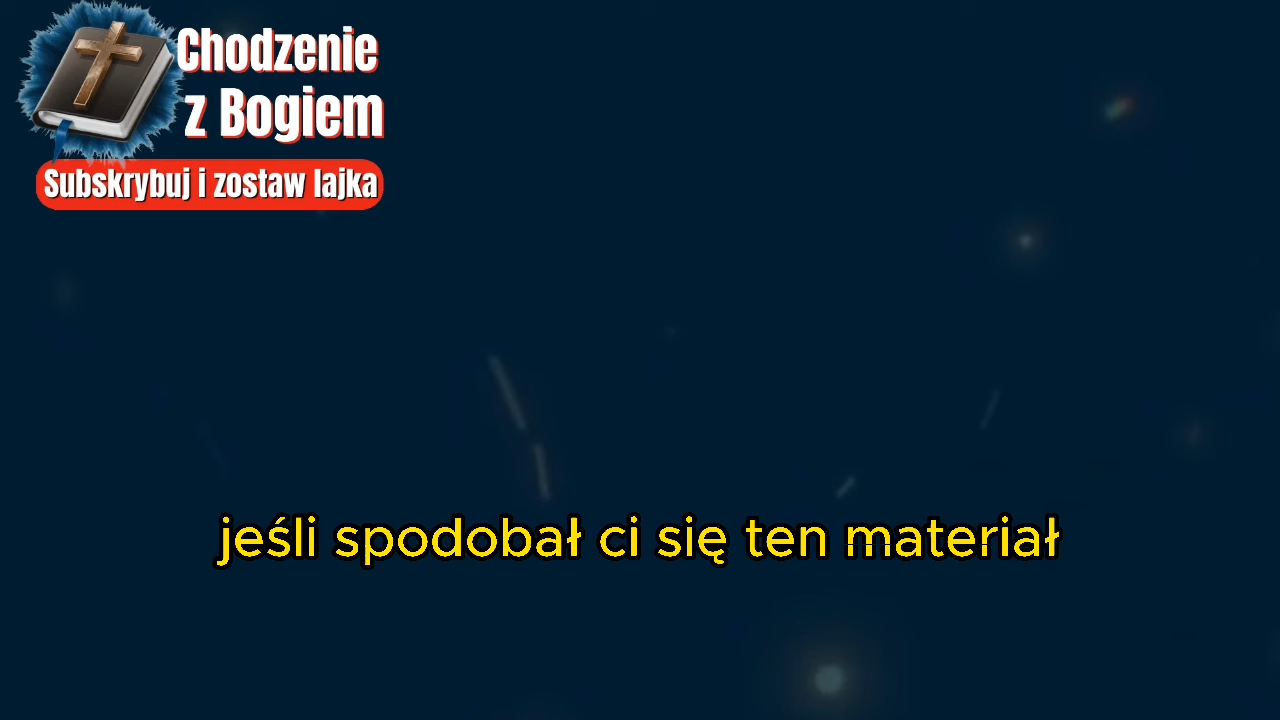 Chodzenie
z Bogiem
Subskrybuj i zostaw lajka
jeśli spodobał ci się ten materiał